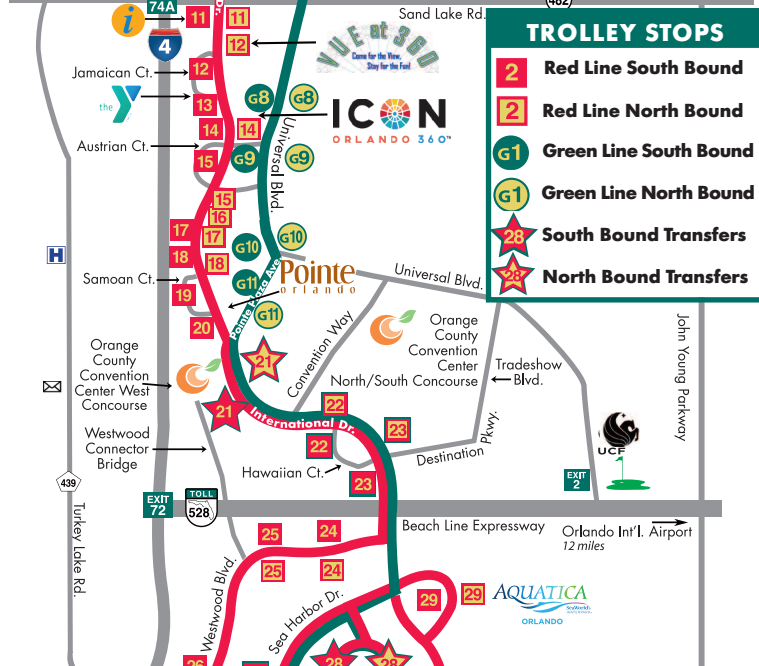 74A
Dr.
482
Sand Lake Rd.
i
11
11
12
4
VUE at 360
Come for the View,
Stay for the Fun!
TROLLEY STOPS
2 Red Line South Bound
2 Red Line North Bound
G1 Green Line South Bound
G1 Green Line North Bound
28 South Bound Transfers
28 North Bound Transfers
Jamaican Ct.
12
the Y
13
G8
G8
14
14
ICON
ORLANDO 360™
Austrian Ct.
15
G9
G9
Universal Blvd.
15
16
17
17
G10
G10
18
18
H
Samoan Ct.
19
G11
Pointe
orlando
Pointe Plaza Ave.
G11
20
Universal Blvd.
Convention Way
Orange
County
Convention
Center
North/South Concourse
Tradeshow
Blvd.
John Young Parkway
Orange
County
Convention
Center West
Concourse
21
21
International Dr.
22
22
23
23
Westwood
Connector
Bridge
Hawaiian Ct.
Destination Pkwy.
UCF
EXIT
2
439
EXIT
72
TOLL
528
Turkey Lake Rd.
Beach Line Expressway
Orlando Int'l. Airport
12 miles
25
24
25
24
Westwood Blvd.
Sea Harbor Dr.
29
29
AQUATICA
SeaWorld's
ORLANDO
26
28
28